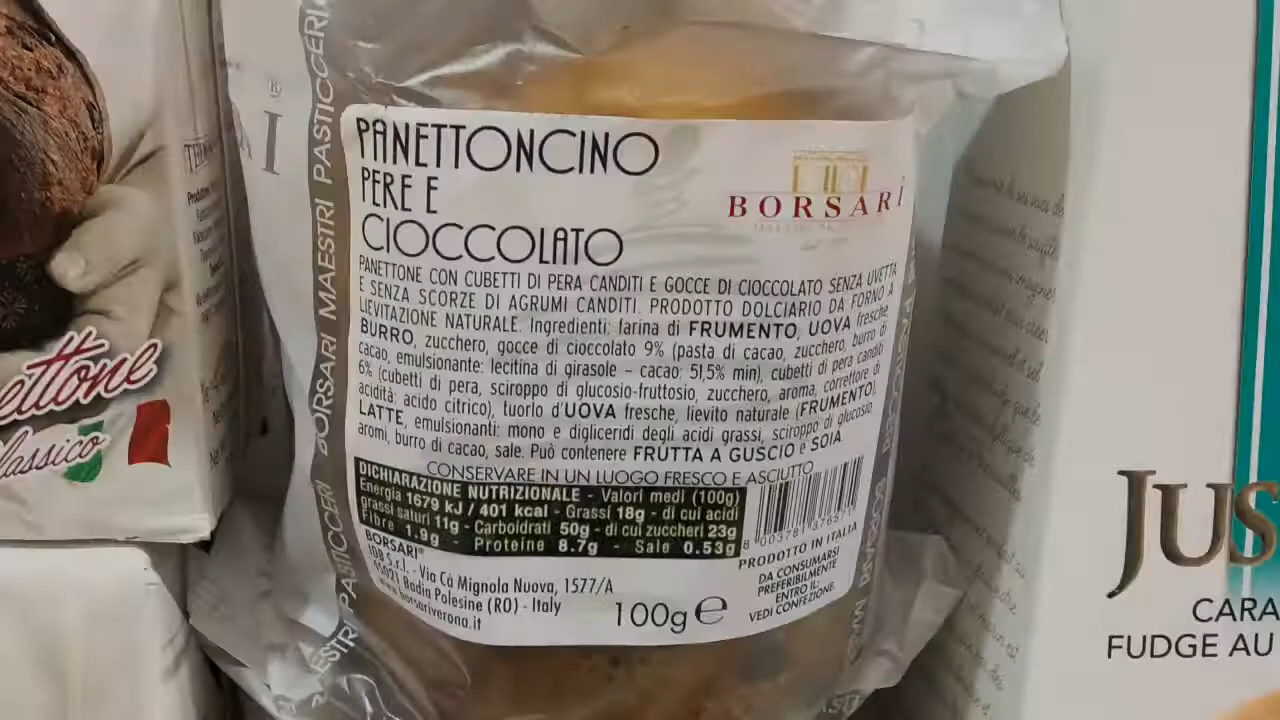 PANETTONCINO
PERE E
CIOCCOLATO
BORSARI
PANETTONE CON CUBETTI DI PERA CANDITI E GOCCE DI CIOCCOLATO SENZA UVETTA
E SENZA SCORZE DI AGRUMI CANDITI. PRODOTTO DOLCIARIO DA FORNO A
LIEVITAZIONE NATURALE. Ingredienti: farina di FRUMENTO, UOVA fresche,
BURRO, zucchero, gocce di cioccolato 9% (pasta di cacao, zucchero, burro di
cacao, emulsionante: lecitina di girasole – cacao: 51,5% min), cubetti di pera canditi
6% (cubetti di pera, sciroppo di glucosio-fruttosio, zucchero, aroma, correttore di
acidità: acido citrico), tuorlo d'UOVA fresche, lievito naturale (FRUMENTO),
LATTE, emulsionanti: mono e digliceridi degli acidi grassi, sciroppo di glucosio,
aromi, burro di cacao, sale. Può contenere FRUTTA A GUSCIO e SOIA
CONSERVARE IN UN LUOGO FRESCO E ASCIUTTO
DICHIARAZIONE NUTRIZIONALE - Valori medi (100g)
Energia 1679 kJ / 401 kcal - Grassi 18g - di cui acidi
grassi saturi 11g - Carboidrati 50g - di cui zuccheri 23g
Fibre 1.9g - Proteine 8.7g - Sale 0.53g
PRODOTTO IN ITALIA
DA CONSUMARSI
PREFERIBILMENTE
ENTRO IL:
VEDI CONFEZIONE.
BORSARI®
IDB S.r.l. - Via Cà Mignola Nuova, 1577/A
45021 Badia Polesine (RO) - Italy
www.borsariverona.it
100g e
BORSARI MAESTRI PASTICCERI
ettone
lassico
JUS
CARA
FUDGE AU